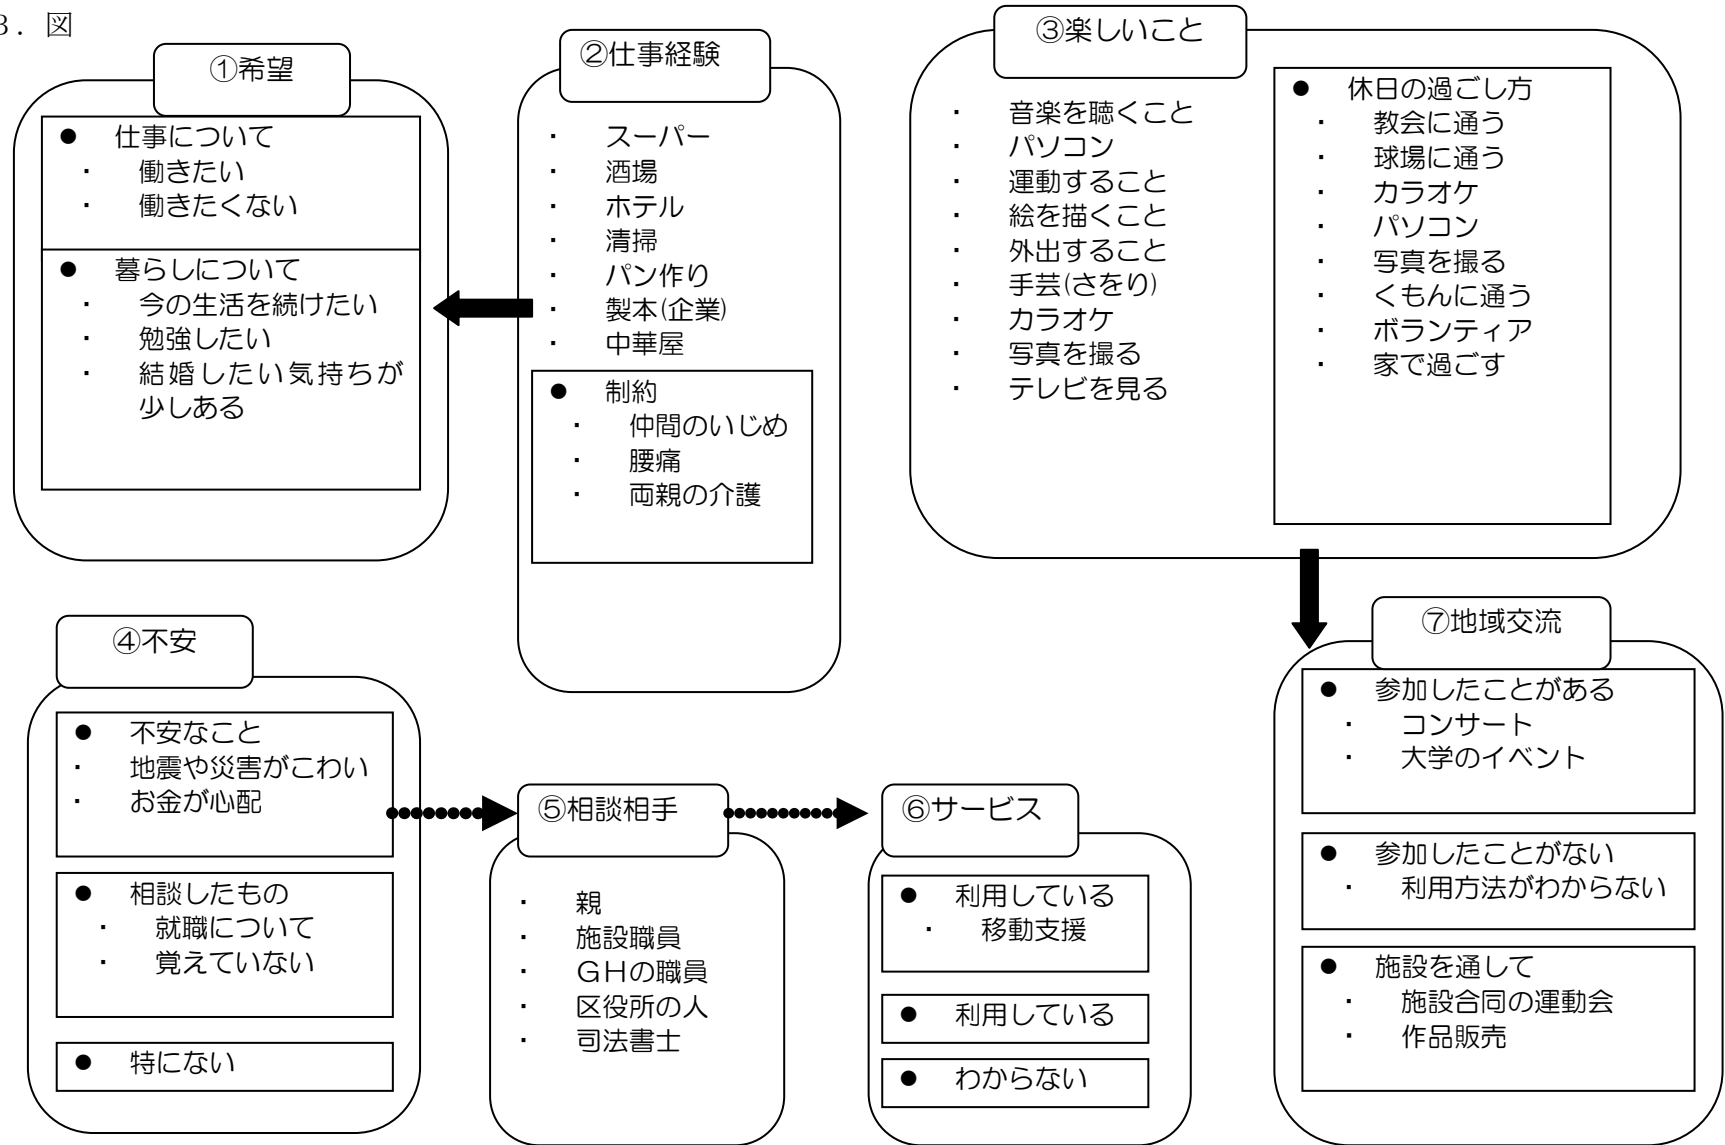 3．図
①希望
● 仕事について
・ 働きたい
・ 働きたくない
● 暮らしについて
・ 今の生活を続けたい
・ 勉強したい
・ 結婚したい気持ちが
少しある
②仕事経験
・ スーパー
・ 酒場
・ ホテル
・ 清掃
・ パン作り
・ 製本(企業)
・ 中華屋
● 制約
・ 仲間のいじめ
・ 腰痛
・ 両親の介護
③楽しいこと
・ 音楽を聴くこと
・ パソコン
・ 運動すること
・ 絵を描くこと
・ 外出すること
・ 手芸(さをり)
・ カラオケ
・ 写真を撮る
・ テレビを見る
● 休日の過ごし方
・ 教会に通う
・ 球場に通う
・ カラオケ
・ パソコン
・ 写真を撮る
・ くもんに通う
・ ボランティア
・ 家で過ごす
④不安
● 不安なこと
・ 地震や災害がこわい
・ お金が心配
● 相談したもの
・ 就職について
・ 覚えていない
● 特にない
⑤相談相手
・ 親
・ 施設職員
・ ＧＨの職員
・ 区役所の人
・ 司法書士
⑥サービス
● 利用している
・ 移動支援
● 利用している
● わからない
⑦地域交流
● 参加したことがある
・ コンサート
・ 大学のイベント
● 参加したことがない
・ 利用方法がわからない
● 施設を通して
・ 施設合同の運動会
・ 作品販売